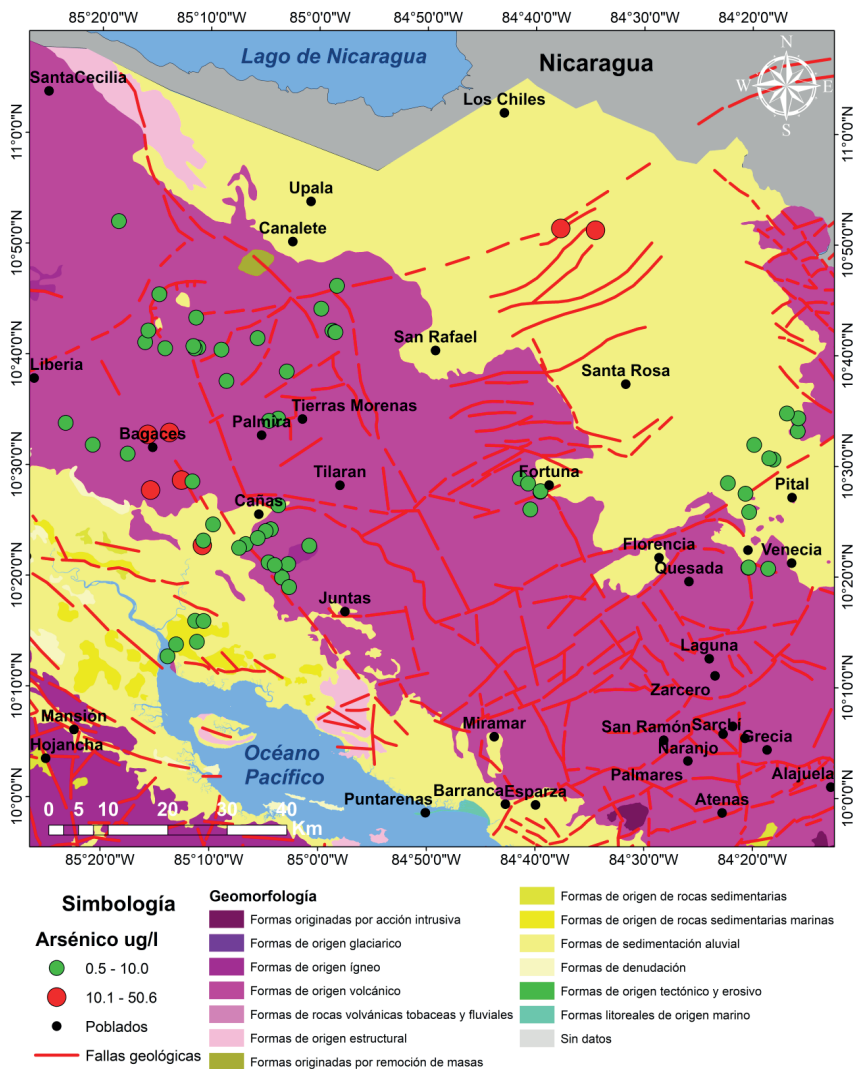 85°20'0"W 85°10'0"W 85°0'0"W 84°50'0"W 84°40'0"W 84°30'0"W 84°20'0"W
Lago de Nicaragua
Nicaragua
N
W E
S
SantaCecilia
Los Chiles
11°0'0"N 11°0'0"N
Upala
Canalete
10°50'0"N 10°50'0"N
San Rafael
10°40'0"N 10°40'0"N
Liberia
Santa Rosa
Tierras Morenas
Palmira
Bagaces
10°30'0"N 10°30'0"N
Tilaran
Fortuna
Pital
Cañas
Florencia
Venecia
Quesada
10°20'0"N 10°20'0"N
Juntas
Laguna
Zarcero
10°10'0"N 10°10'0"N
Mansión
Miramar
San Ramón
Sarchí
Grecia
Hojancha
Naranjo
Océano
Pacífico
Palmares
Alajuela
Barranca
Esparza
Puntarenas
Atenas
10°0'0"N 10°0'0"N
0 5 10 20 30 40
Km
85°20'0"W 85°10'0"W 85°0'0"W 84°50'0"W 84°40'0"W 84°30'0"W 84°20'0"W
Simbología
Arsénico ug/l
0.5 - 10.0
10.1 - 50.6
Poblados
Fallas geológicas
Geomorfología
Formas originadas por acción intrusiva
Formas de origen glaciarico
Formas de origen ígneo
Formas de origen volcánico
Formas de rocas volvánicas tobaceas y fluviales
Formas de origen estructural
Formas originadas por remoción de masas
Formas de origen de rocas sedimentarias
Formas de origen de rocas sedimentarias marinas
Formas de sedimentación aluvial
Formas de denudación
Formas de origen tectónico y erosivo
Formas litoreales de origen marino
Sin datos